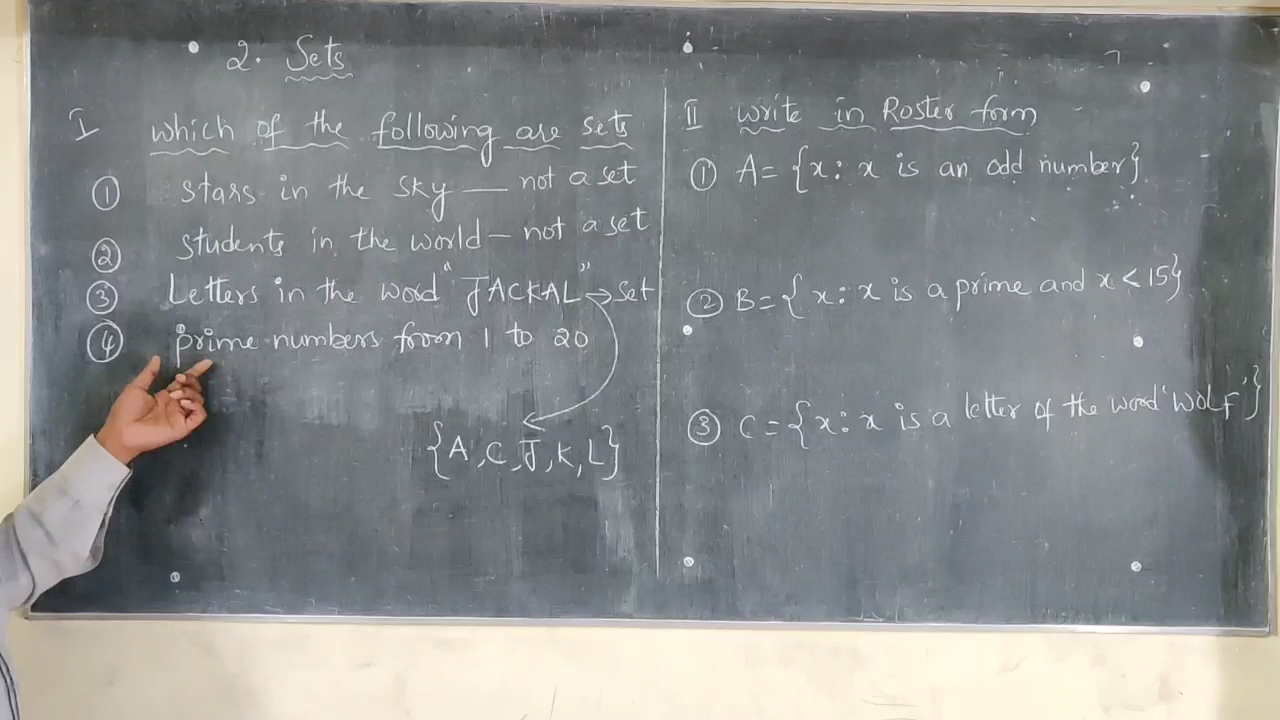 2. Sets
I which of the following are sets
① stars in the sky — not a set
② students in the world — not a set
③ Letters in the word "JACKAL" → set
④ prime numbers from 1 to 20
{A, C, J, K, L}
II write in Roster form
① A = {x : x is an odd number}
② B = {x : x is a prime and x < 15}
③ C = {x : x is a letter of the word 'WOLF'}